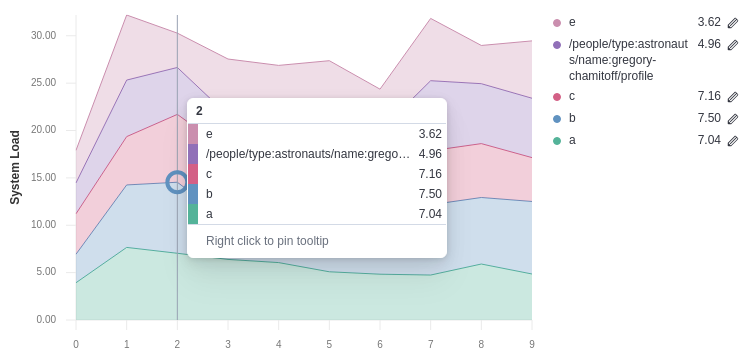 System Load
30.00
25.00
20.00
15.00
10.00
5.00
0.00
0 1 2 3 4 5 6 7 8 9
2
e 3.62
/people/type:astronauts/name:grego… 4.96
c 7.16
b 7.50
a 7.04
Right click to pin tooltip
e 3.62
/people/type:astronaut 4.96
s/name:gregory-
chamitoff/profile
c 7.16
b 7.50
a 7.04